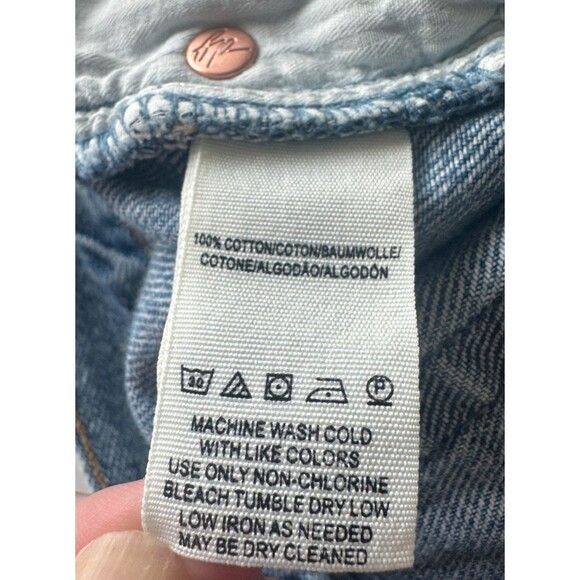 100% COTTON/COTON/BAUMWOLLE/
COTONE/ALGODÃO/ALGODÓN
30
P
MACHINE WASH COLD
WITH LIKE COLORS
USE ONLY NON-CHLORINE
BLEACH TUMBLE DRY LOW
LOW IRON AS NEEDED
MAY BE DRY CLEANED